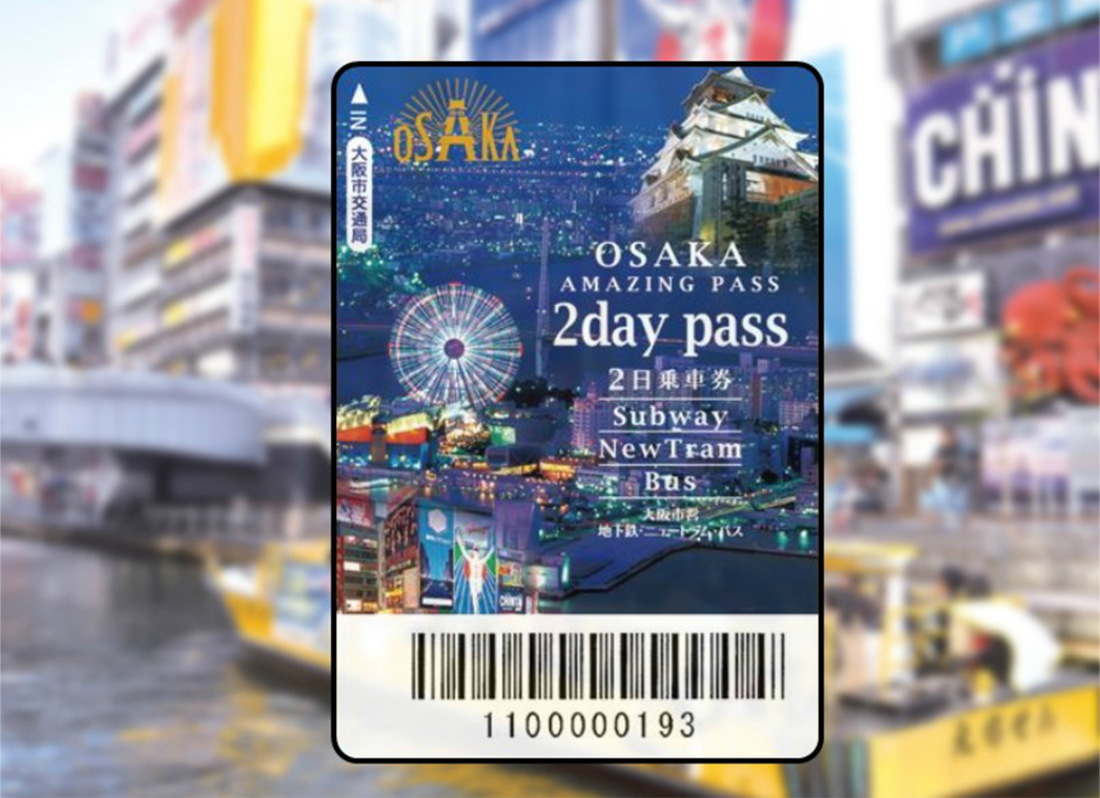 IN
大阪市交通局
OSAKA
OSAKA
AMAZING PASS
2day pass
2日乗車券
Subway
NewTram
Bus
大阪市営
地下鉄・ニュートラム・バス
1100000193
CHIN